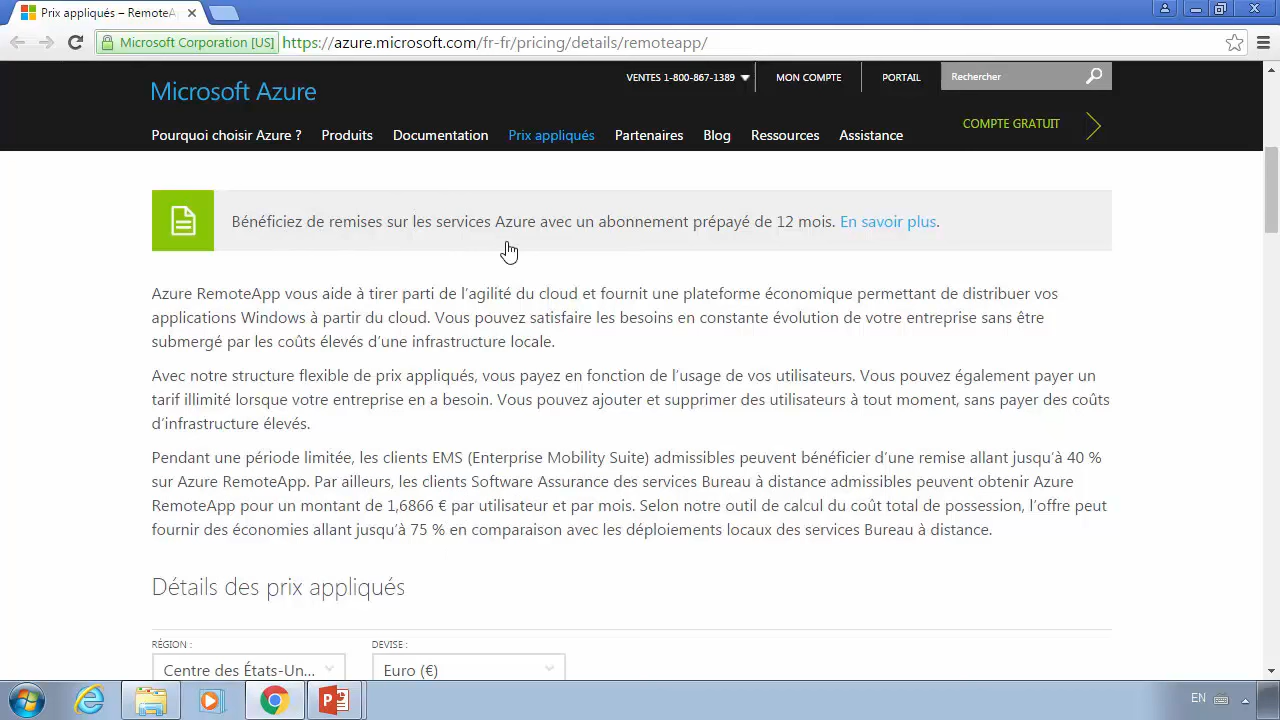 Prix appliqués – RemoteA
Microsoft Corporation [US]
https://azure.microsoft.com/fr-fr/pricing/details/remoteapp/
VENTES 1-800-867-1389
MON COMPTE
PORTAIL
Rechercher
Microsoft Azure
COMPTE GRATUIT
Pourquoi choisir Azure ?
Produits
Documentation
Prix appliqués
Partenaires
Blog
Ressources
Assistance
Bénéficiez de remises sur les services Azure avec un abonnement prépayé de 12 mois. En savoir plus.
Azure RemoteApp vous aide à tirer parti de l’agilité du cloud et fournit une plateforme économique permettant de distribuer vos
applications Windows à partir du cloud. Vous pouvez satisfaire les besoins en constante évolution de votre entreprise sans être
submergé par les coûts élevés d’une infrastructure locale.
Avec notre structure flexible de prix appliqués, vous payez en fonction de l’usage de vos utilisateurs. Vous pouvez également payer un
tarif illimité lorsque votre entreprise en a besoin. Vous pouvez ajouter et supprimer des utilisateurs à tout moment, sans payer des coûts
d’infrastructure élevés.
Pendant une période limitée, les clients EMS (Enterprise Mobility Suite) admissibles peuvent bénéficier d’une remise allant jusqu’à 40 %
sur Azure RemoteApp. Par ailleurs, les clients Software Assurance des services Bureau à distance admissibles peuvent obtenir Azure
RemoteApp pour un montant de 1,6866 € par utilisateur et par mois. Selon notre outil de calcul du coût total de possession, l’offre peut
fournir des économies allant jusqu’à 75 % en comparaison avec les déploiements locaux des services Bureau à distance.
Détails des prix appliqués
RÉGION :
DEVISE :
Centre des États-Un...
Euro (€)
EN